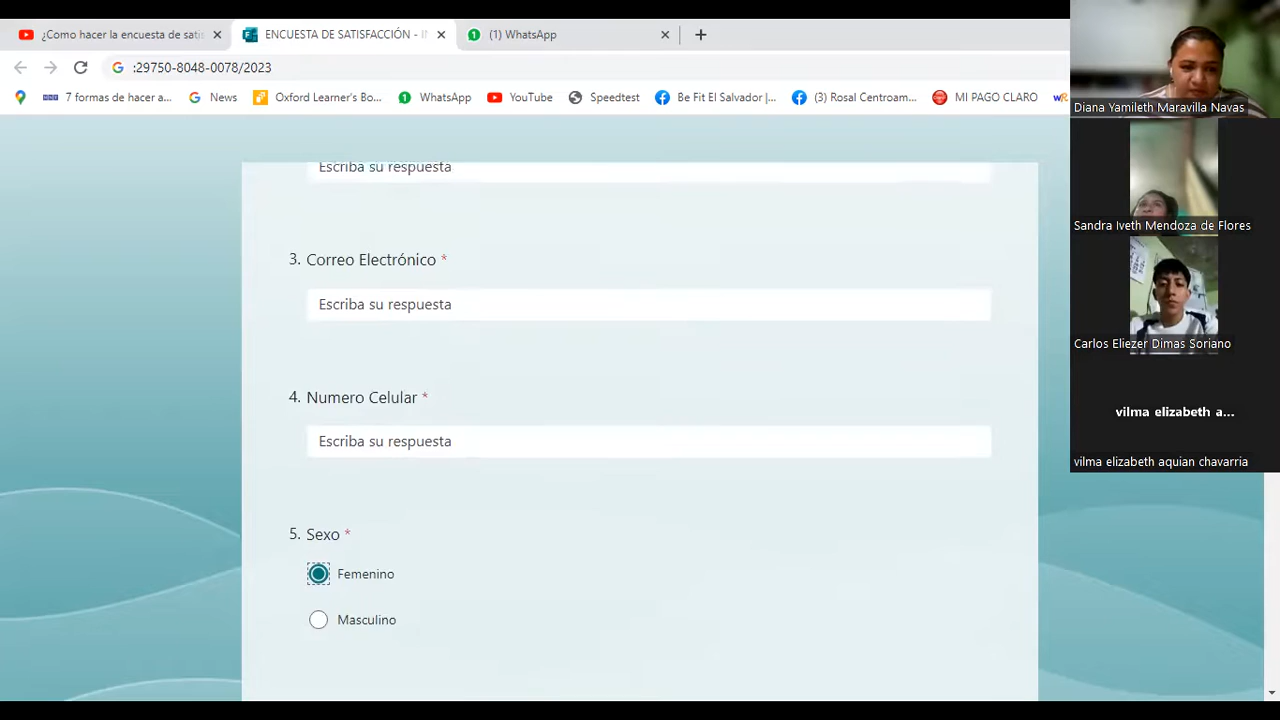 ¿Como hacer la encuesta de sati
ENCUESTA DE SATISFACCIÓN - I
(1) WhatsApp
:29750-8048-0078/2023
7 formas de hacer a...
News
Oxford Learner's Bo...
WhatsApp
YouTube
Speedtest
Be Fit El Salvador |...
(3) Rosal Centroam...
MI PAGO CLARO
Escriba su respuesta
3. Correo Electrónico *
Escriba su respuesta
4. Numero Celular *
Escriba su respuesta
5. Sexo *
Femenino
Masculino
Diana Yamileth Maravilla Navas
Sandra Iveth Mendoza de Flores
Carlos Eliezer Dimas Soriano
vilma elizabeth a...
vilma elizabeth aquian chavarria